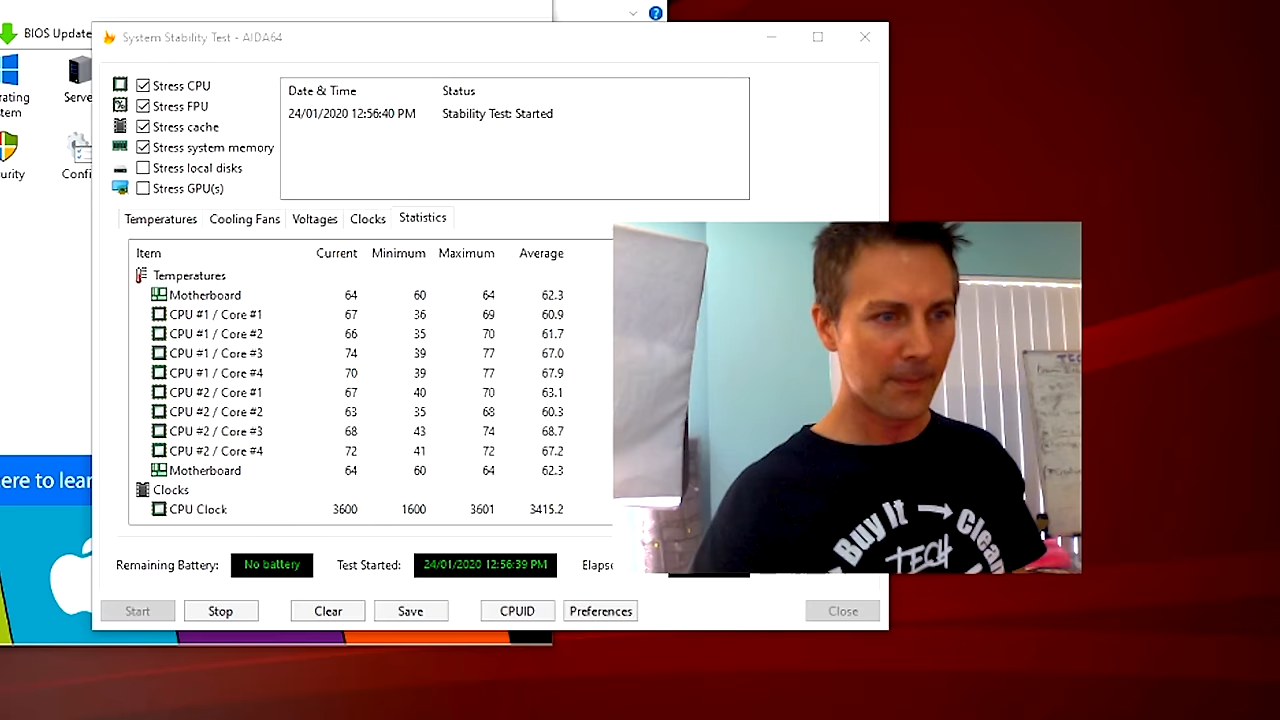 BIOS Update
System Stability Test - AIDA64
rating
stem
Serve
urity
Confi
ere to lear
Stress CPU
Stress FPU
Stress cache
Stress system memory
Stress local disks
Stress GPU(s)
Date & Time Status
24/01/2020 12:56:40 PM Stability Test: Started
Temperatures Cooling Fans Voltages Clocks Statistics
Item Current Minimum Maximum Average
Temperatures
Motherboard 64 60 64 62.3
CPU #1 / Core #1 67 36 69 60.9
CPU #1 / Core #2 66 35 70 61.7
CPU #1 / Core #3 74 39 77 67.0
CPU #1 / Core #4 70 39 77 67.9
CPU #2 / Core #1 67 40 70 63.1
CPU #2 / Core #2 63 35 68 60.3
CPU #2 / Core #3 68 43 74 68.7
CPU #2 / Core #4 72 41 72 67.2
Motherboard 64 60 64 62.3
Clocks
CPU Clock 3600 1600 3601 3415.2
Remaining Battery: No battery Test Started: 24/01/2020 12:56:39 PM Elapse
Start Stop Clear Save CPUID Preferences Close
Buy It → Clean
TECH